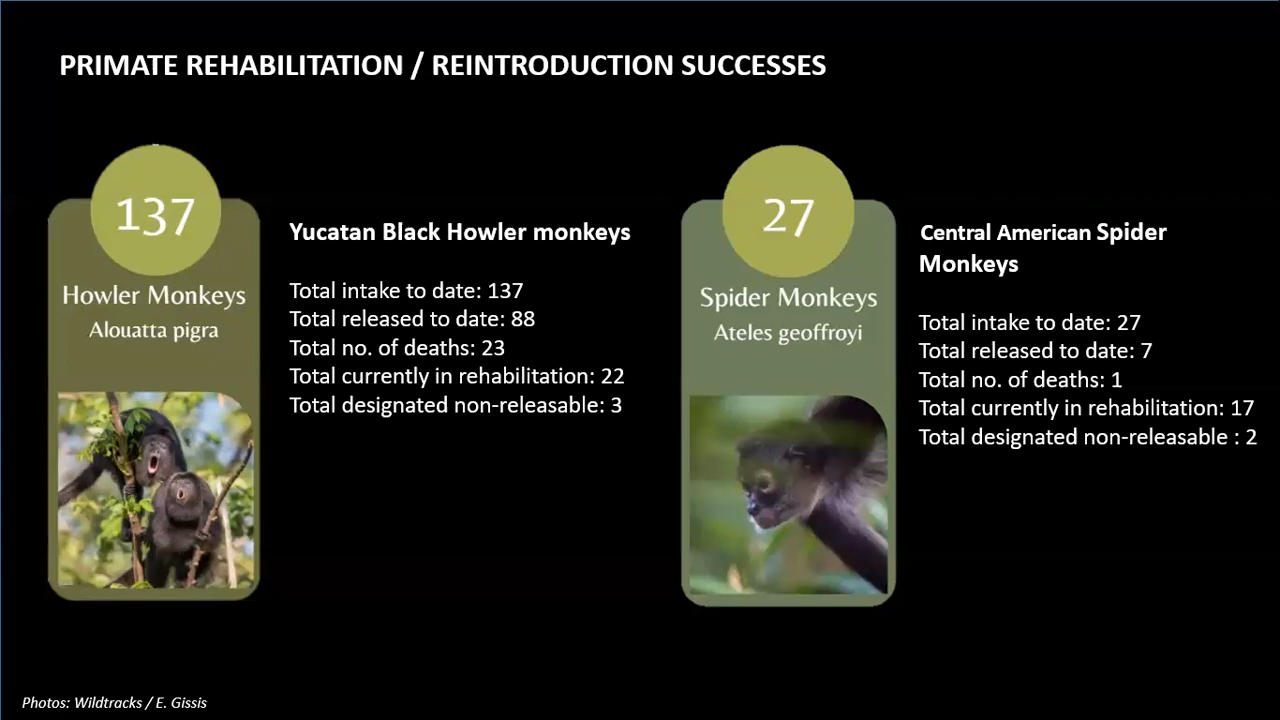 PRIMATE REHABILITATION / REINTRODUCTION SUCCESSES
137
Howler Monkeys
Alouatta pigra
Yucatan Black Howler monkeys
Total intake to date: 137
Total released to date: 88
Total no. of deaths: 23
Total currently in rehabilitation: 22
Total designated non-releasable: 3
27
Spider Monkeys
Ateles geoffroyi
Central American Spider
Monkeys
Total intake to date: 27
Total released to date: 7
Total no. of deaths: 1
Total currently in rehabilitation: 17
Total designated non-releasable : 2
Photos: Wildtracks / E. Gissis